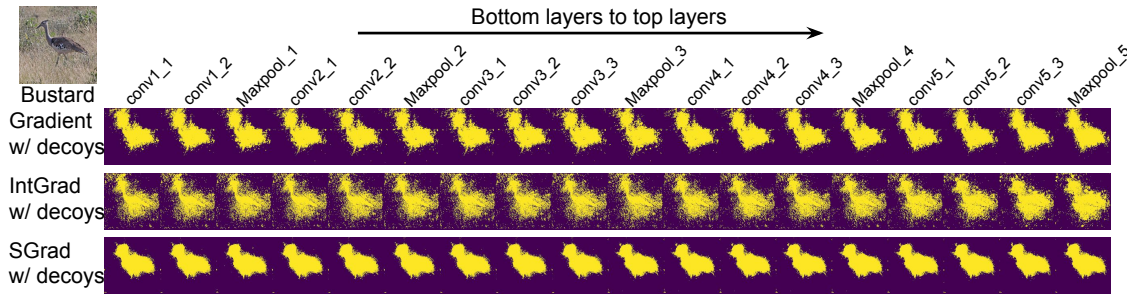 Bottom layers to top layers
conv1_1
conv1_2
Maxpool_1
conv2_1
conv2_2
Maxpool_2
conv3_1
conv3_2
conv3_3
Maxpool_3
conv4_1
conv4_2
conv4_3
Maxpool_4
conv5_1
conv5_2
conv5_3
Maxpool_5
Bustard
Gradient
w/ decoys
IntGrad
w/ decoys
SGrad
w/ decoys